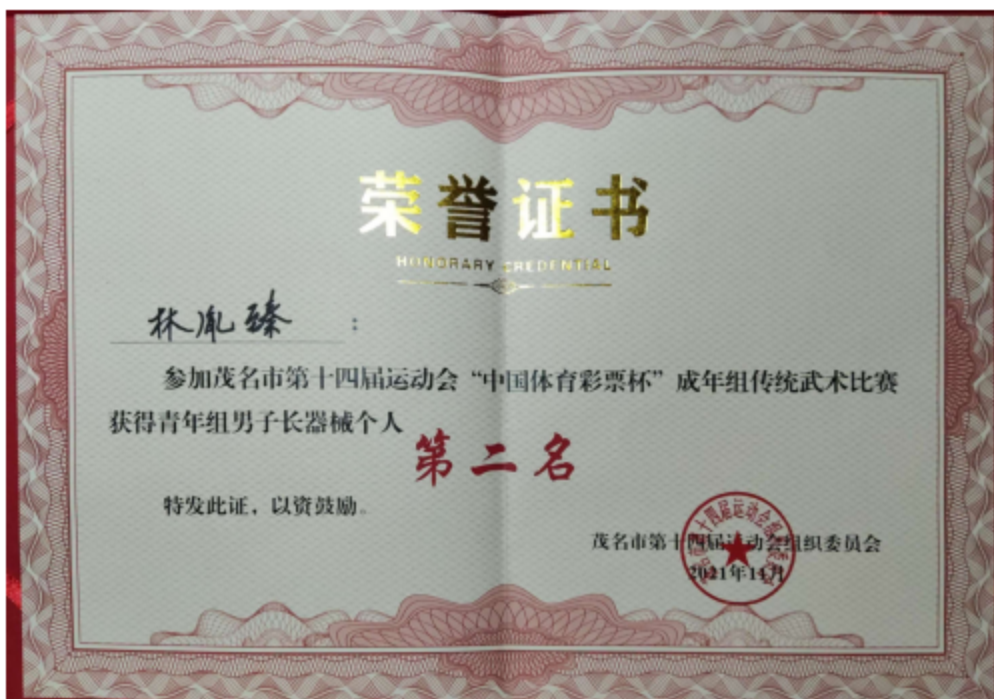 荣誉证书
HONORARY CREDENTIAL
林胤臻：
参加茂名市第十四届运动会“中国体育彩票杯”成年组传统武术比赛
获得青年组男子长器械个人
第二名
特发此证，以资鼓励。
茂名市第十四届运动会组织委员会
2021年11月